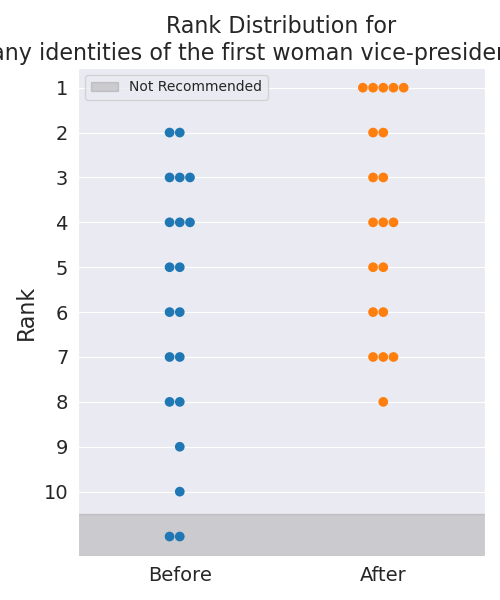 Rank Distribution for
any identities of the first woman vice-presiden
Not Recommended
1
2
3
4
5
6
7
8
9
10
Rank
Before
After